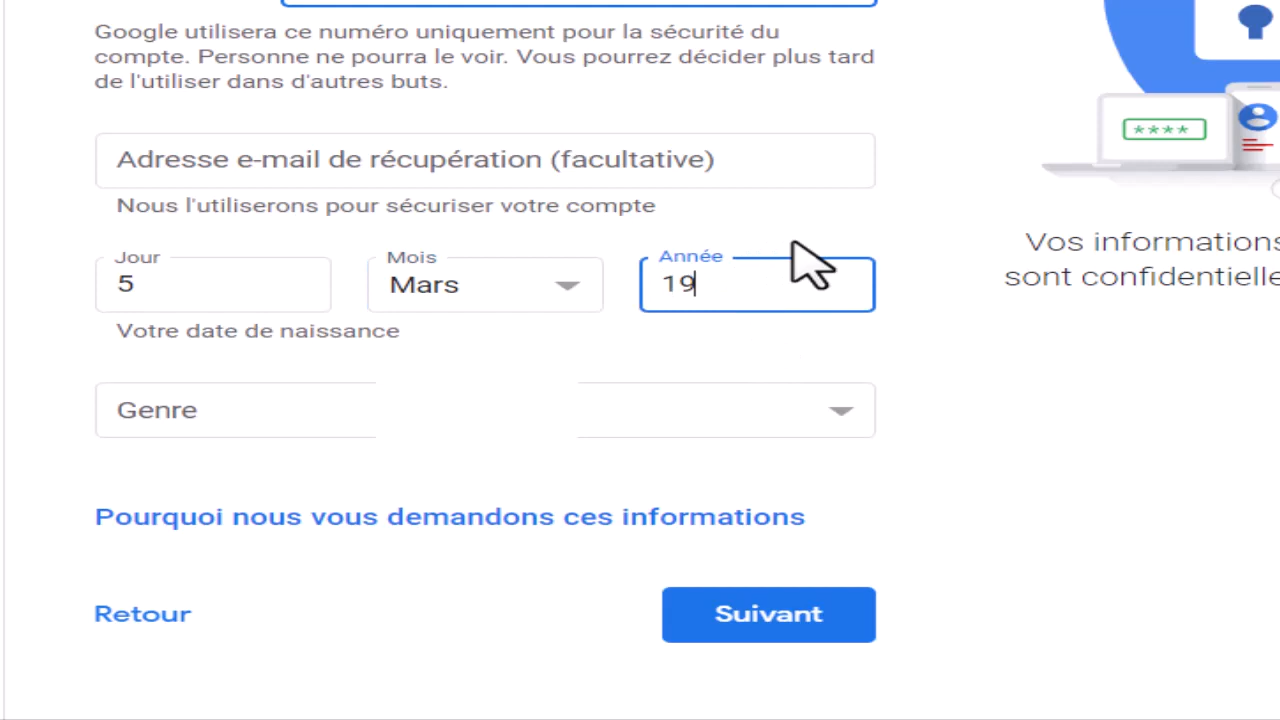 Google utilisera ce numéro uniquement pour la sécurité du
compte. Personne ne pourra le voir. Vous pourrez décider plus tard
de l'utiliser dans d'autres buts.
****
Adresse e-mail de récupération (facultative)
Nous l'utiliserons pour sécuriser votre compte
Vos informations
sont confidentielle
Jour
5
Mois
Mars
Année
19
Votre date de naissance
Genre
Pourquoi nous vous demandons ces informations
Retour
Suivant